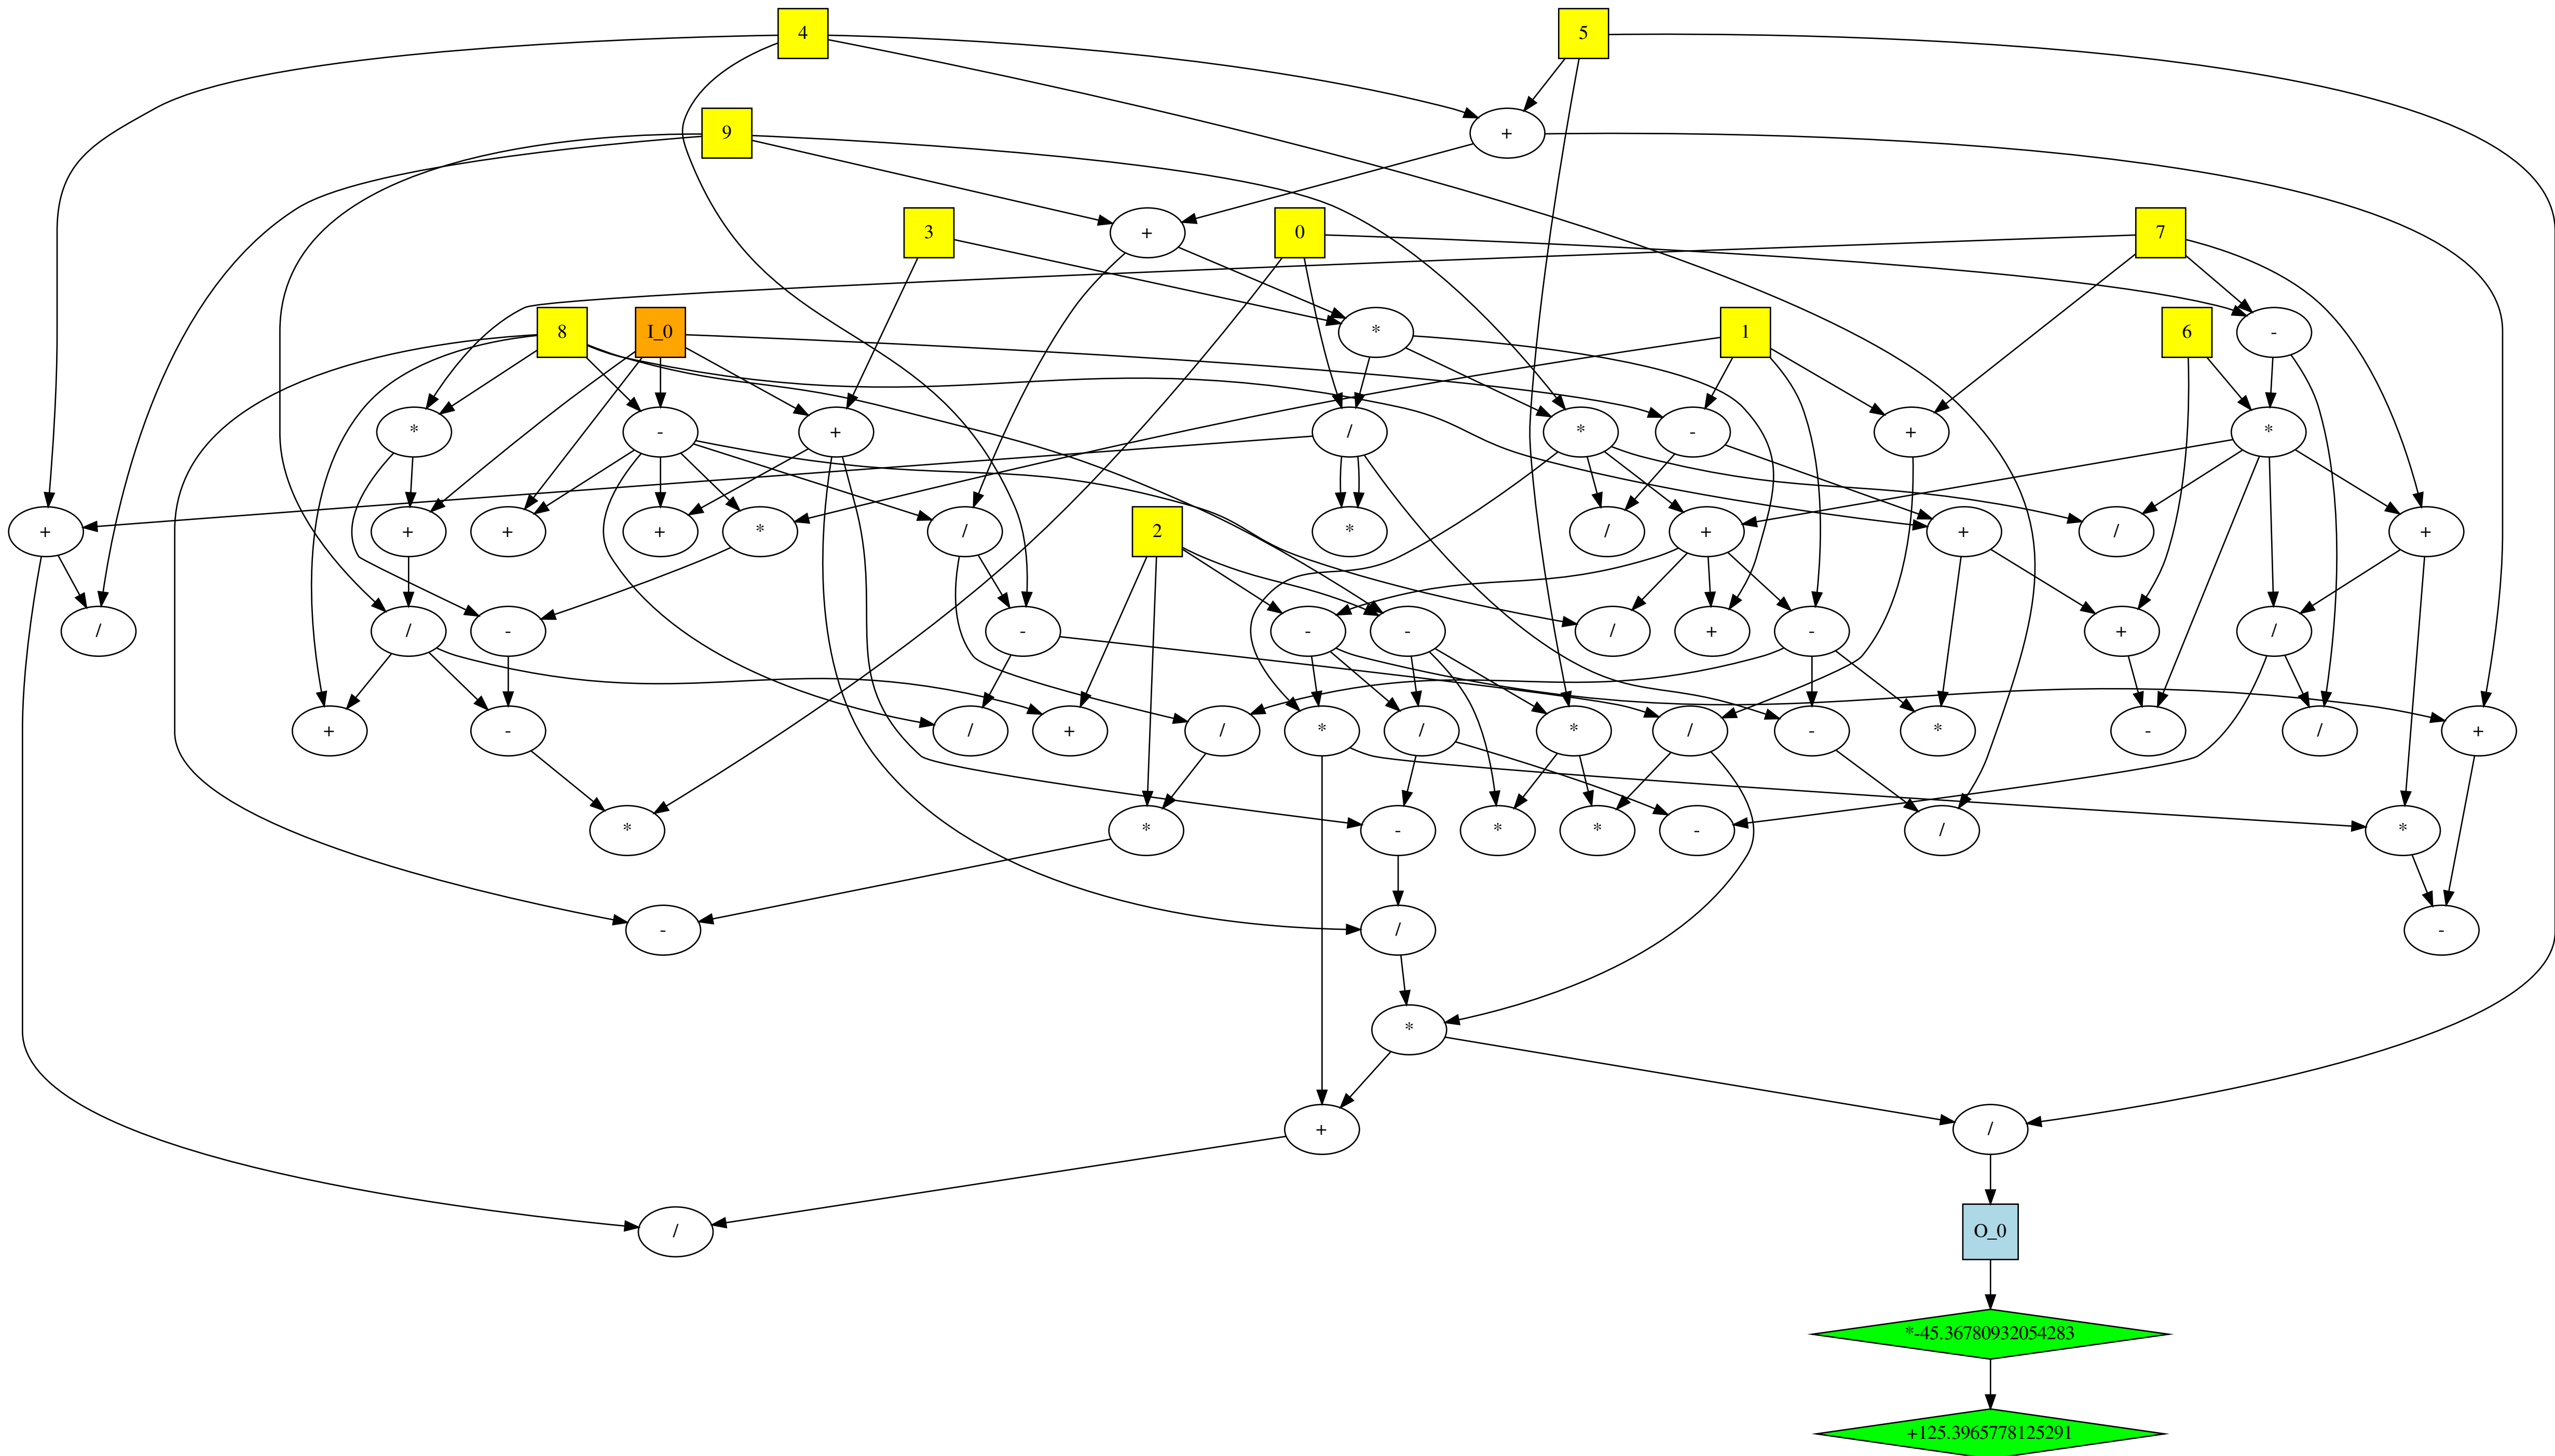 4 5
9 +
3 + 0 7
8 I_0 * 1 6 -
* - + / * - + *
+ + + + * / 2 * / + + / +
/ / - - - - / + - + /
+ - / + / * / * / - * - / +
* * - * * - / *
- / -
*
+ /
/ O_0
*-45.36780932054283
+125.3965778125291